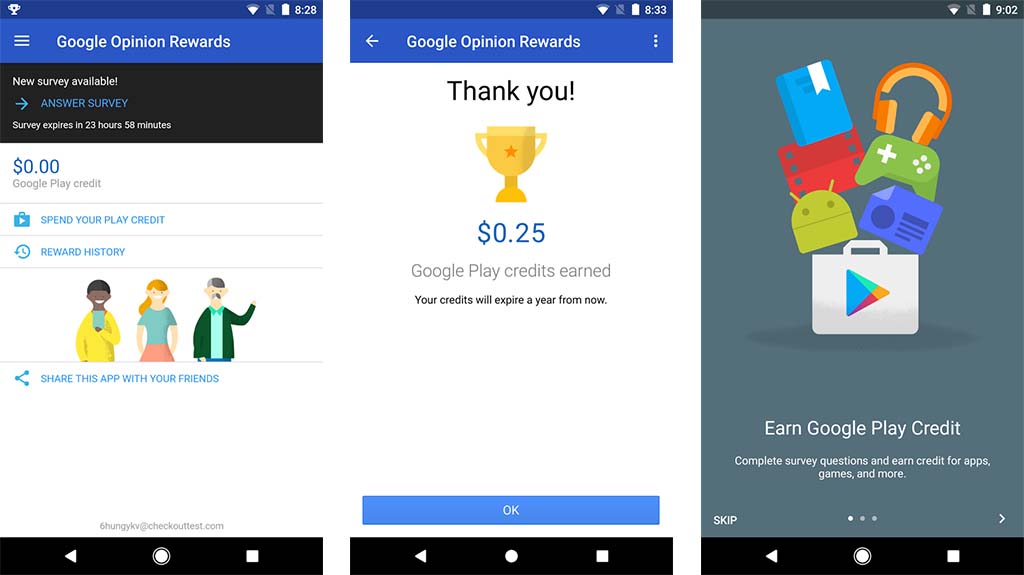 8:28
Google Opinion Rewards
New survey available!
ANSWER SURVEY
Survey expires in 23 hours 58 minutes
$0.00
Google Play credit
SPEND YOUR PLAY CREDIT
REWARD HISTORY
SHARE THIS APP WITH YOUR FRIENDS
6hungykv@checkouttest.com
8:33
Google Opinion Rewards
Thank you!
$0.25
Google Play credits earned
Your credits will expire a year from now.
OK
9:02
Earn Google Play Credit
Complete survey questions and earn credit for apps,
games, and more.
SKIP